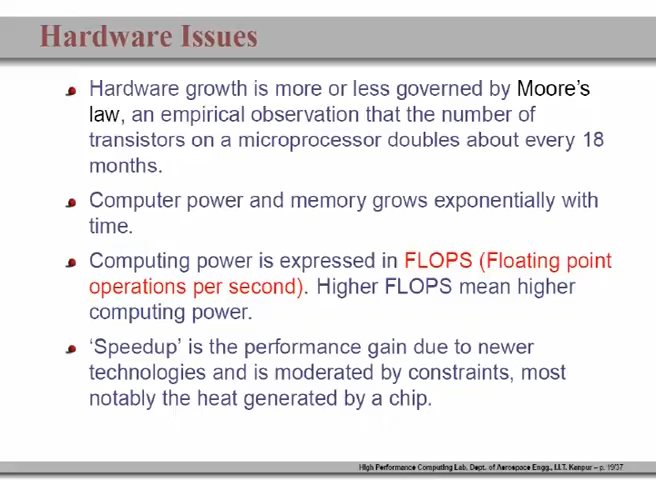 Hardware Issues
Hardware growth is more or less governed by Moore's
law, an empirical observation that the number of
transistors on a microprocessor doubles about every 18
months.
Computer power and memory grows exponentially with
time.
Computing power is expressed in FLOPS (Floating point
operations per second). Higher FLOPS mean higher
computing power.
‘Speedup’ is the performance gain due to newer
technologies and is moderated by constraints, most
notably the heat generated by a chip.
High Performance Computing Lab, Dept. of Aerospace Engg., I.I.T. Kanpur – p. 19/37